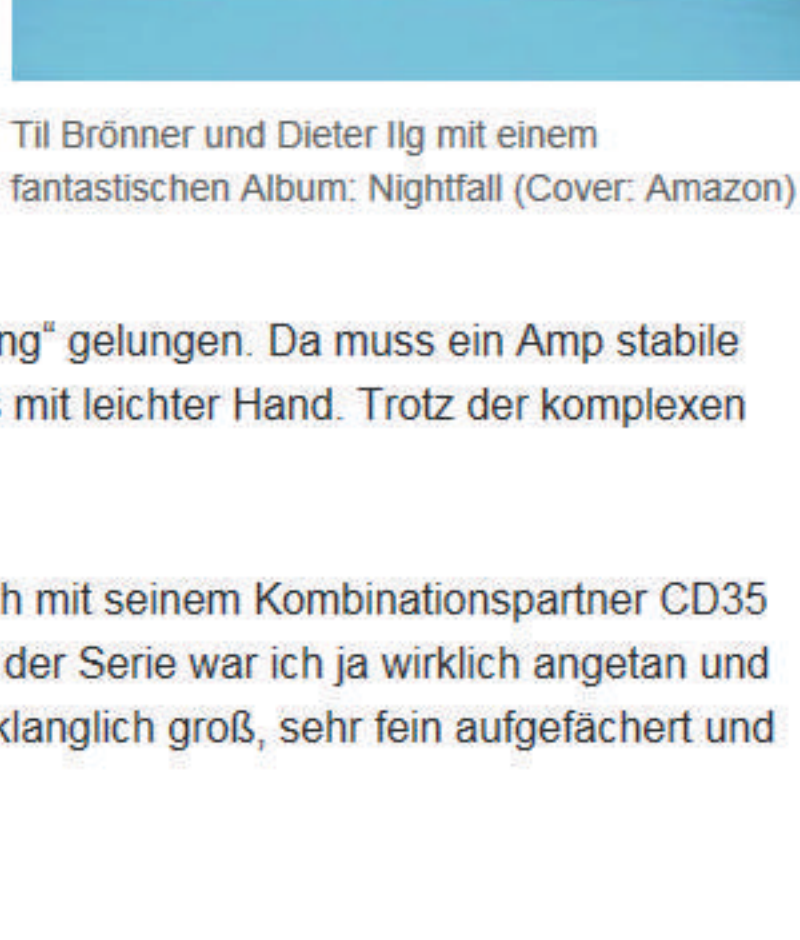 Til Brönner und Dieter Ilg mit einem
fantastischen Album: Nightfall (Cover: Amazon)
ng“ gelungen. Da muss ein Amp stabile
mit leichter Hand. Trotz der komplexen
h mit seinem Kombinationspartner CD35
der Serie war ich ja wirklich angetan und
klanglich groß, sehr fein aufgefächert und